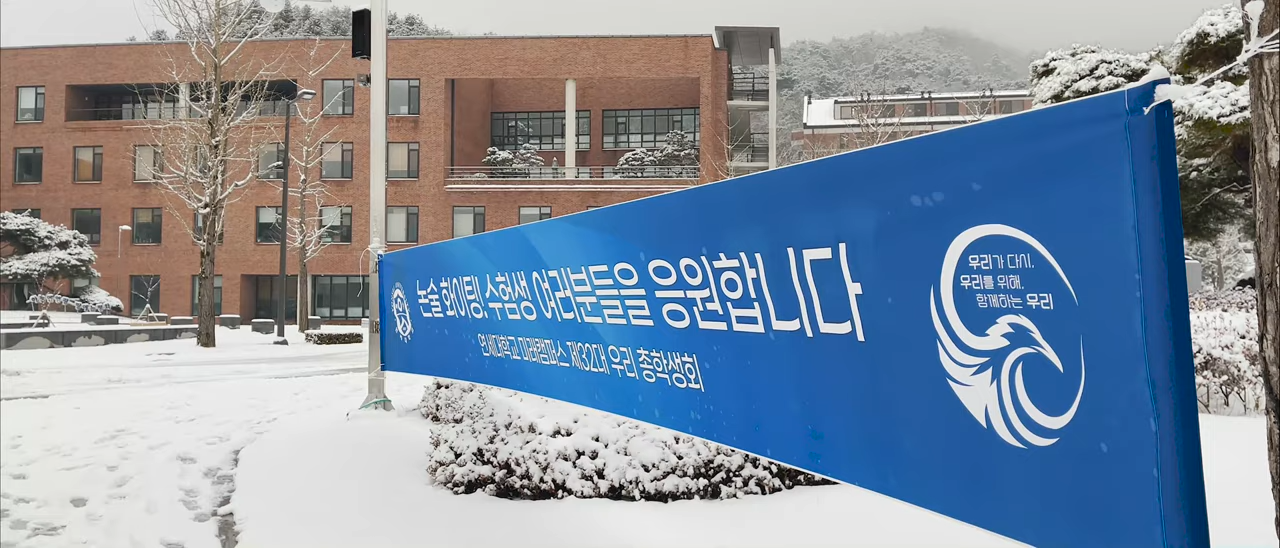 논술 화이팅! 수험생 여러분들을 응원합니다
연세대학교 미래캠퍼스 제32대 우리 총학생회
우리가 다시,
우리를 위해,
함께하는 우리